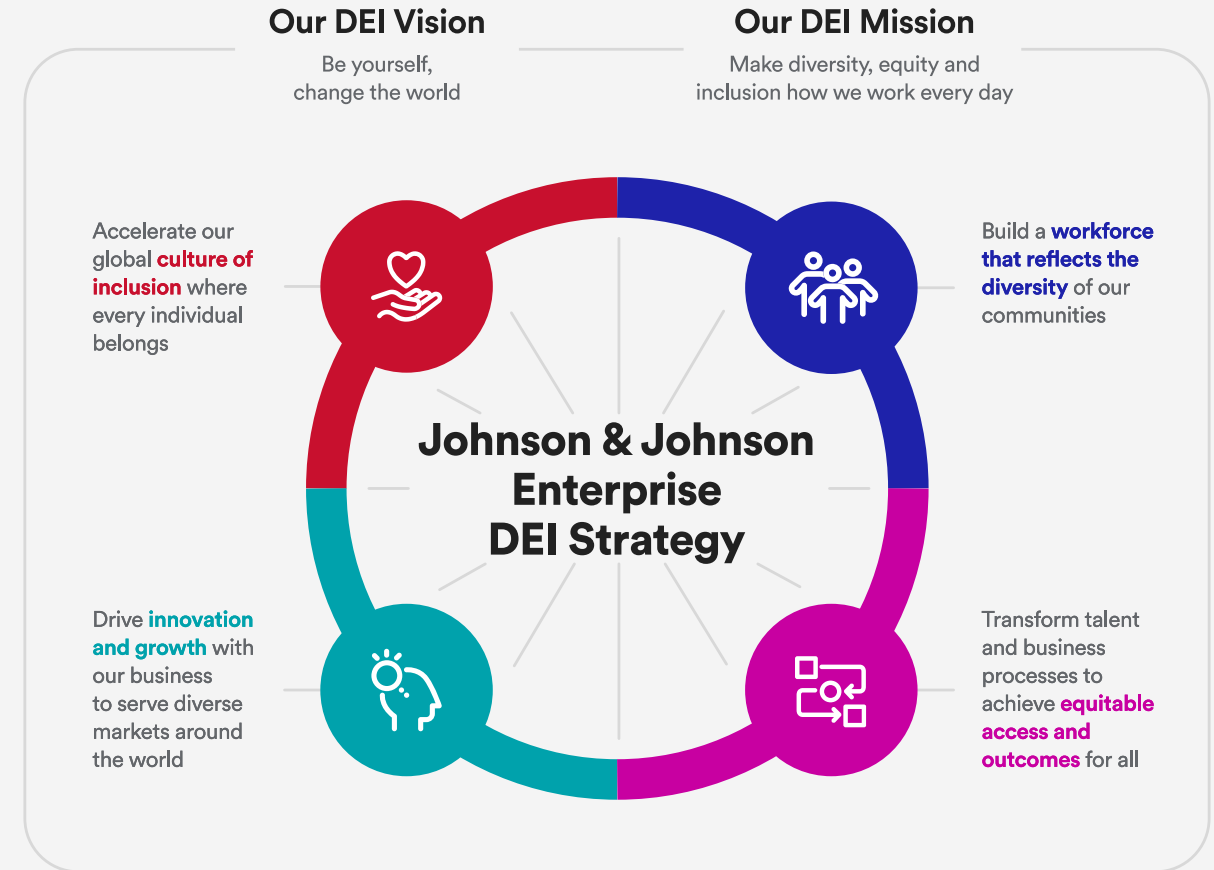 Our DEI Vision
Be yourself,
change the world
Our DEI Mission
Make diversity, equity and
inclusion how we work every day
Accelerate our
global culture of
inclusion where
every individual
belongs
Build a workforce
that reflects the
diversity of our
communities
Johnson & Johnson
Enterprise
DEI Strategy
Drive innovation
and growth with
our business
to serve diverse
markets around
the world
Transform talent
and business
processes to
achieve equitable
access and
outcomes for all